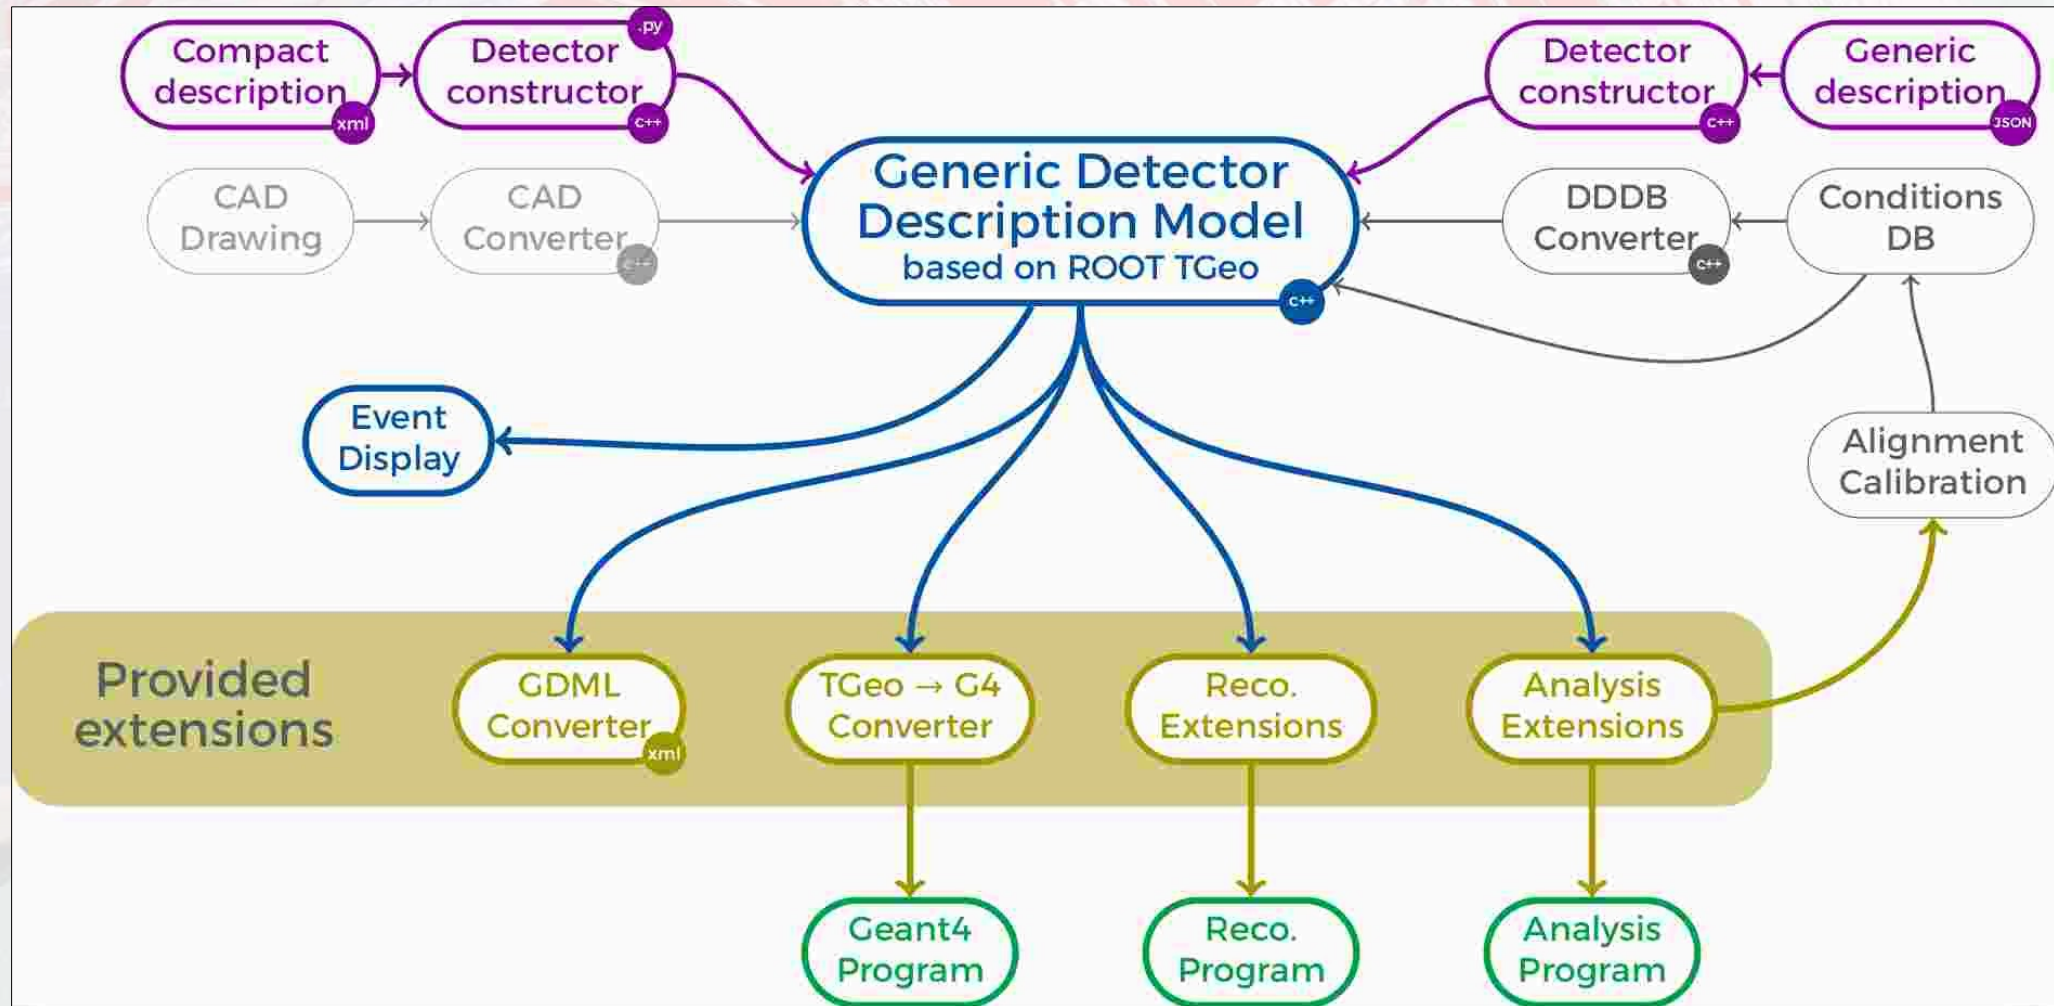 Compact
description
xml
Detector
constructor
.py
c++
Detector
constructor
c++
Generic
description
JSON
CAD
Drawing
CAD
Converter
c++
Generic Detector
Description Model
based on ROOT TGeo
c++
DDDB
Converter
c++
Conditions
DB
Event
Display
Alignment
Calibration
Provided
extensions
GDML
Converter
xml
TGeo → G4
Converter
Reco.
Extensions
Analysis
Extensions
Geant4
Program
Reco.
Program
Analysis
Program